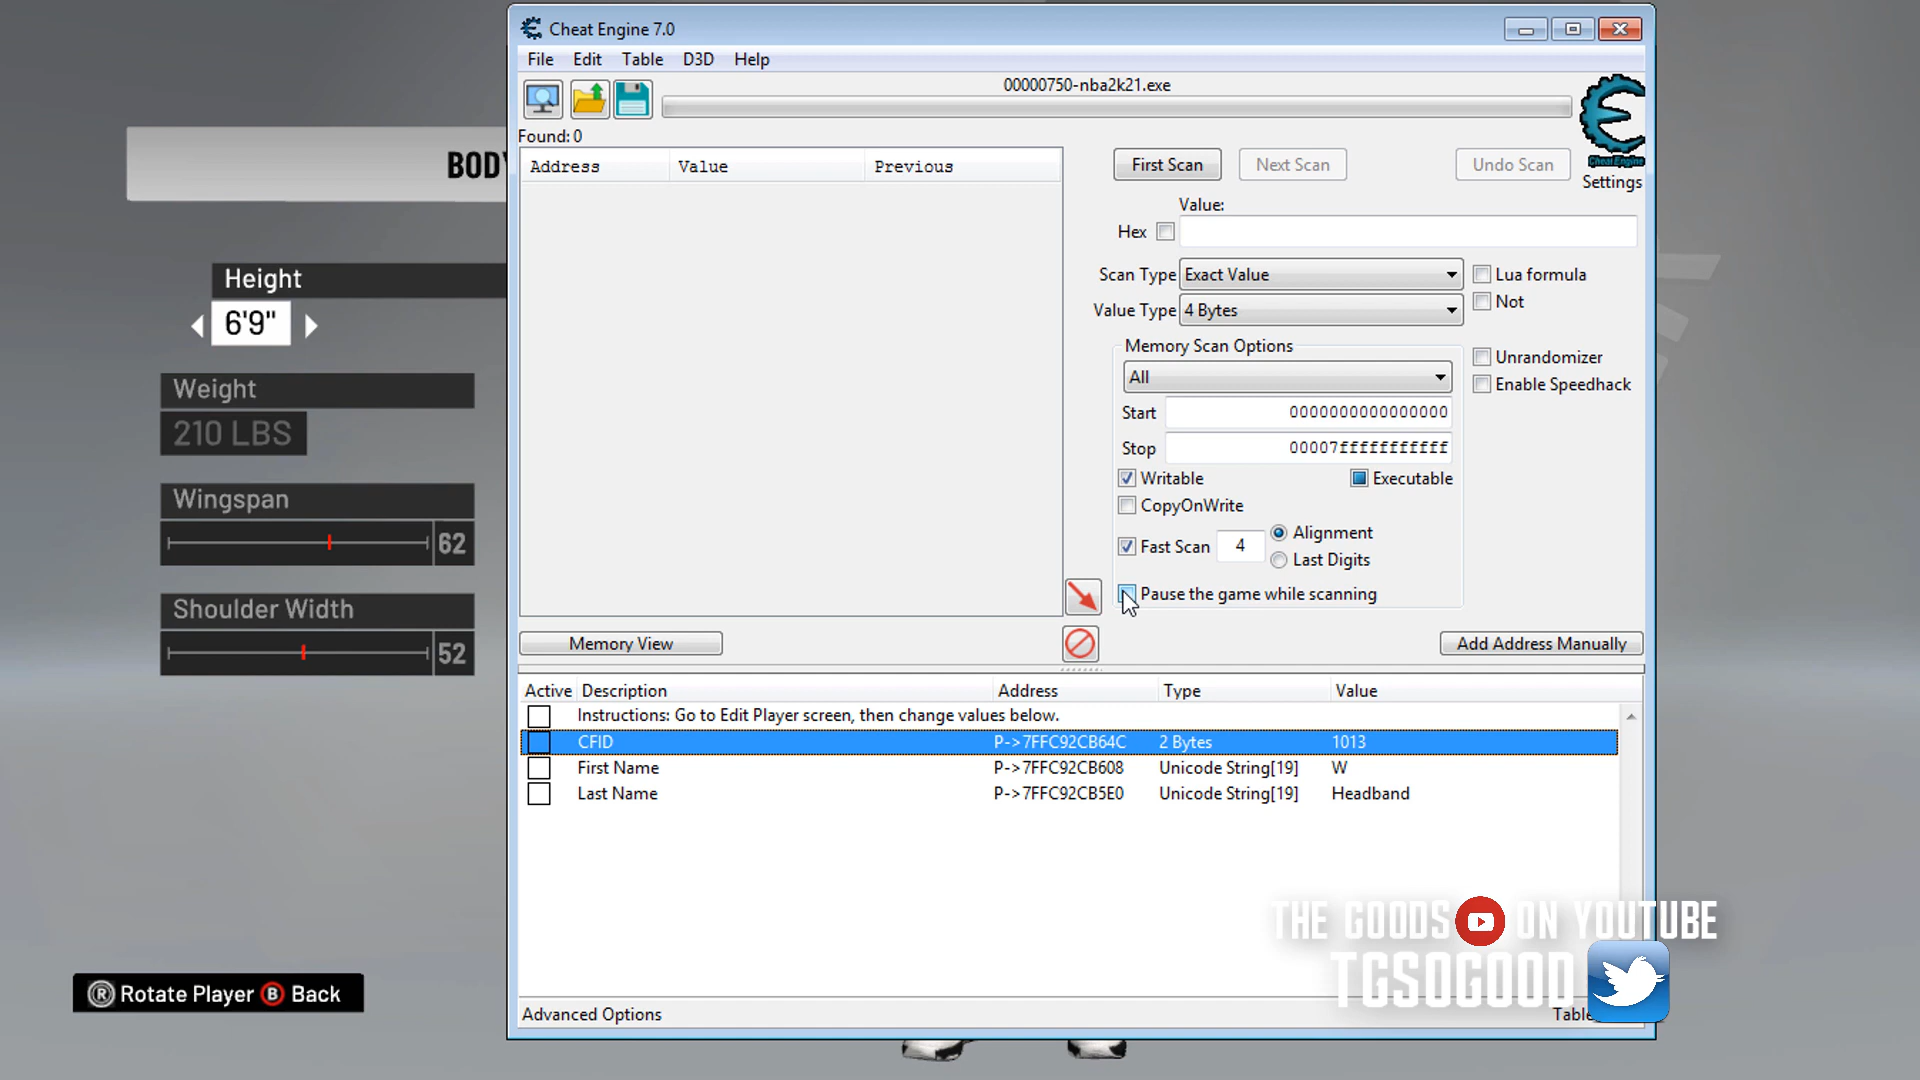 Cheat Engine 7.0
File Edit Table D3D Help
00000750-nba2k21.exe
Found: 0
Address Value Previous
First Scan Next Scan Undo Scan
Cheat Engine
Settings
Value:
Hex
Scan Type Exact Value Lua formula
Not
Value Type 4 Bytes
Memory Scan Options
All
Unrandomizer
Enable Speedhack
Start 0000000000000000
Stop 00007fffffffffff
Writable Executable
CopyOnWrite
Fast Scan 4 Alignment
Last Digits
Pause the game while scanning
Memory View Add Address Manually
Active Description Address Type Value
Instructions: Go to Edit Player screen, then change values below.
CFID P->7FFC92CB64C 2 Bytes 1013
First Name P->7FFC92CB608 Unicode String[19] W
Last Name P->7FFC92CB5E0 Unicode String[19] Headband
Advanced Options
BODY
Height
6'9"
Weight
210 LBS
Wingspan
62
Shoulder Width
52
R Rotate Player B Back
THE GOODS ON YOUTUBE
TGSOGOOD